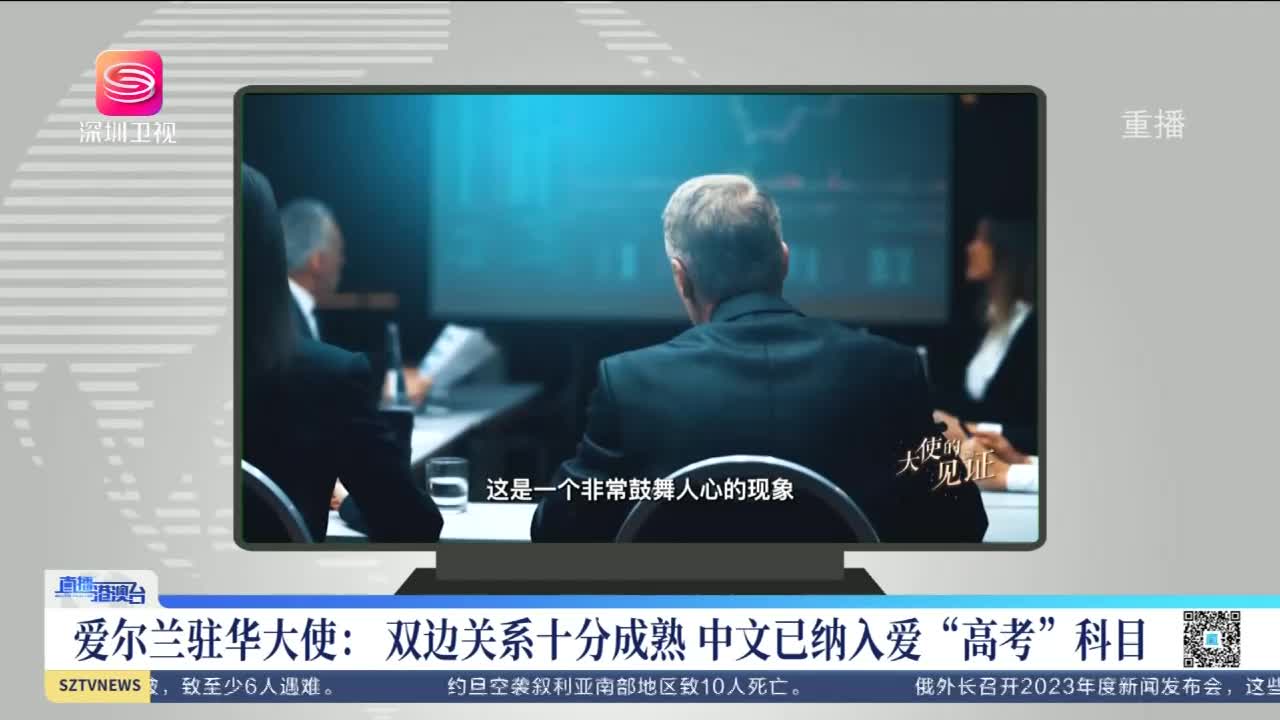 深圳卫视
重播
大使的
见证
这是一个非常鼓舞人心的现象
直播
港澳台
爱尔兰驻华大使： 双边关系十分成熟 中文已纳入爱“高考”科目
SZTVNEWS
，致至少6人遇难。 约旦空袭叙利亚南部地区致10人死亡。 俄外长召开2023年度新闻发布会，这些